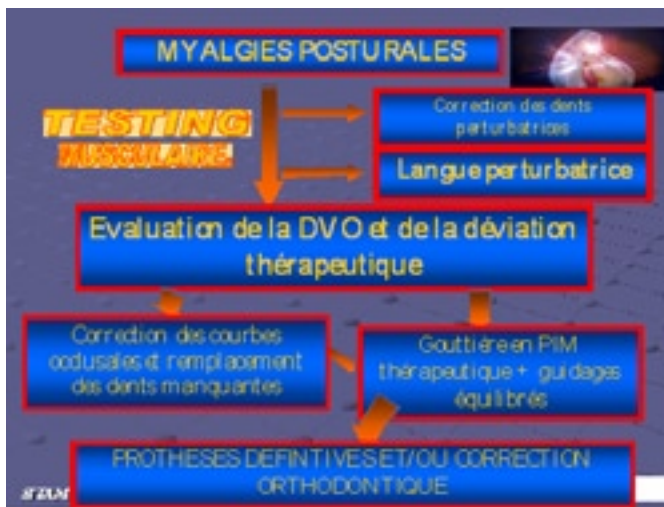 MYALGIES POSTURALES
TESTING
MUSCULAIRE
Correction des dents
perturbatrices
Langue perturbatrice
Evaluation de la DVO et de la déviation
thérapeutique
Correction des courbes
occlusales et remplacement
des dents manquantes
Gouttière en PIM
thérapeutique + guidages
équilibrés
PROTHESES DEFINTIVES ET/OU CORRECTION
ORTHODONTIQUE